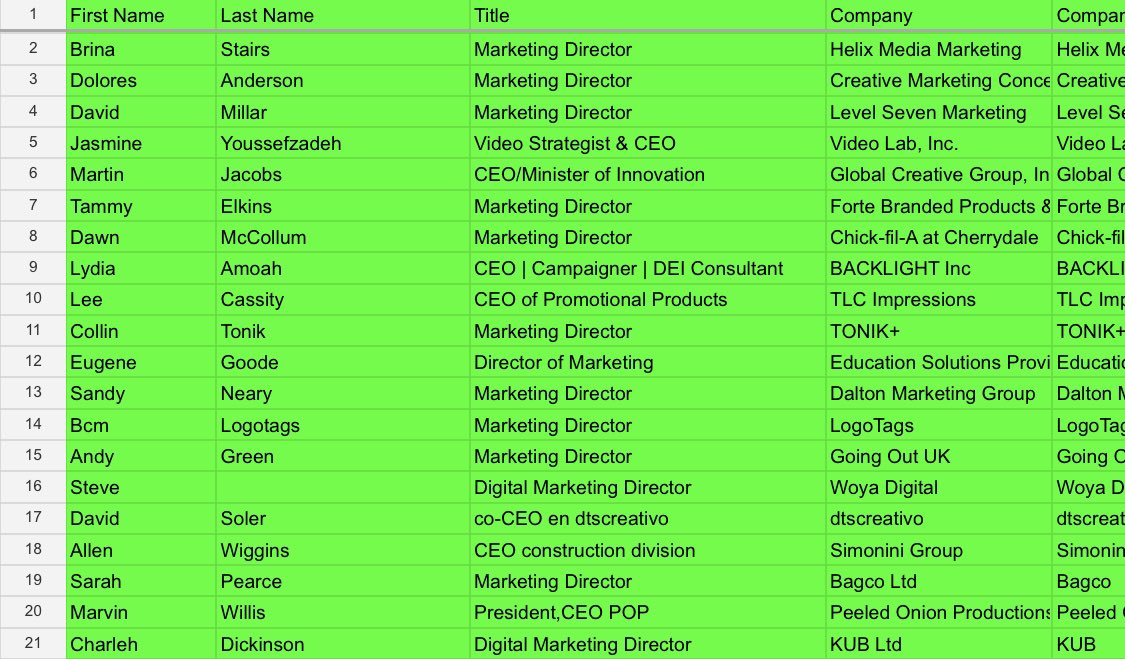 1 First Name Last Name Title Company Compar
2 Brina Stairs Marketing Director Helix Media Marketing Helix Me
3 Dolores Anderson Marketing Director Creative Marketing Conce Creative
4 David Millar Marketing Director Level Seven Marketing Level Se
5 Jasmine Youssefzadeh Video Strategist & CEO Video Lab, Inc. Video La
6 Martin Jacobs CEO/Minister of Innovation Global Creative Group, In Global C
7 Tammy Elkins Marketing Director Forte Branded Products & Forte Br
8 Dawn McCollum Marketing Director Chick-fil-A at Cherrydale Chick-fil
9 Lydia Amoah CEO | Campaigner | DEI Consultant BACKLIGHT Inc BACKLI
10 Lee Cassity CEO of Promotional Products TLC Impressions TLC Imp
11 Collin Tonik Marketing Director TONIK+ TONIK+
12 Eugene Goode Director of Marketing Education Solutions Provi Educatic
13 Sandy Neary Marketing Director Dalton Marketing Group Dalton M
14 Bcm Logotags Marketing Director LogoTags LogoTag
15 Andy Green Marketing Director Going Out UK Going O
16 Steve Digital Marketing Director Woya Digital Woya D
17 David Soler co-CEO en dtscreativo dtscreativo dtscreat
18 Allen Wiggins CEO construction division Simonini Group Simonin
19 Sarah Pearce Marketing Director Bagco Ltd Bagco
20 Marvin Willis President,CEO POP Peeled Onion Productions Peeled O
21 Charleh Dickinson Digital Marketing Director KUB Ltd KUB